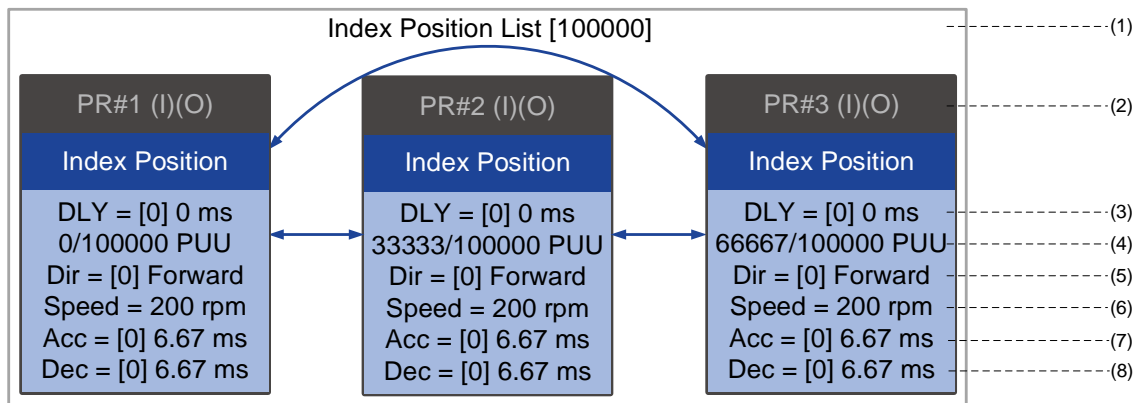 Index Position List [100000]
(1)
PR#1 (I)(O)
PR#2 (I)(O)
PR#3 (I)(O)
(2)
Index Position
Index Position
Index Position
DLY = [0] 0 ms
DLY = [0] 0 ms
DLY = [0] 0 ms
(3)
0/100000 PUU
33333/100000 PUU
66667/100000 PUU
(4)
Dir = [0] Forward
Dir = [0] Forward
Dir = [0] Forward
(5)
Speed = 200 rpm
Speed = 200 rpm
Speed = 200 rpm
(6)
Acc = [0] 6.67 ms
Acc = [0] 6.67 ms
Acc = [0] 6.67 ms
(7)
Dec = [0] 6.67 ms
Dec = [0] 6.67 ms
Dec = [0] 6.67 ms
(8)